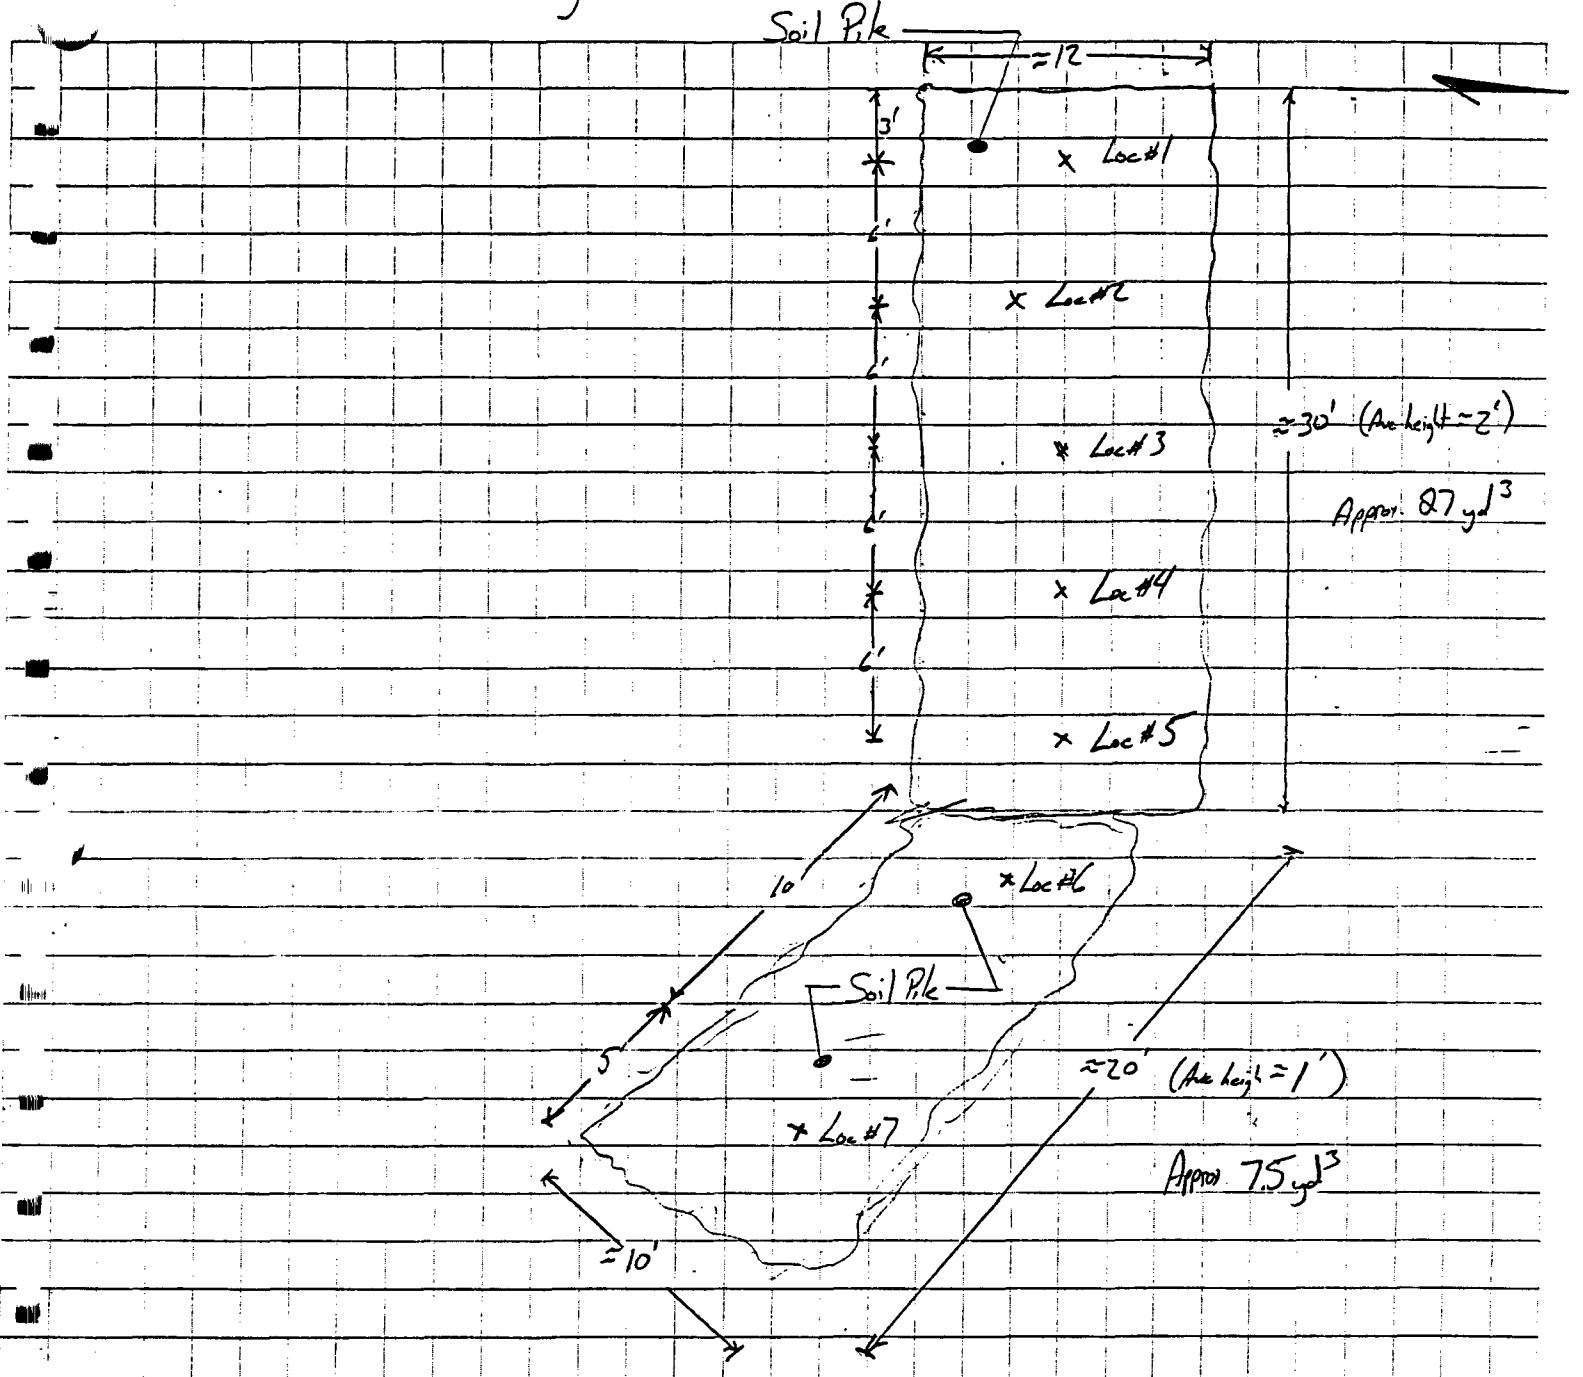 Soil Pile
≈12
3'
x Loc#1
6'
x Loc#2
6'
≈30' (Ave height ≈ 2')
x Loc#3
Approx. 27 yd³
6'
x Loc#4
6'
x Loc#5
10
x Loc#6
Soil Pile
5
≈20' (Ave heigh ≈ 1')
x Loc#7
Approx 7.5 yd³
≈10'